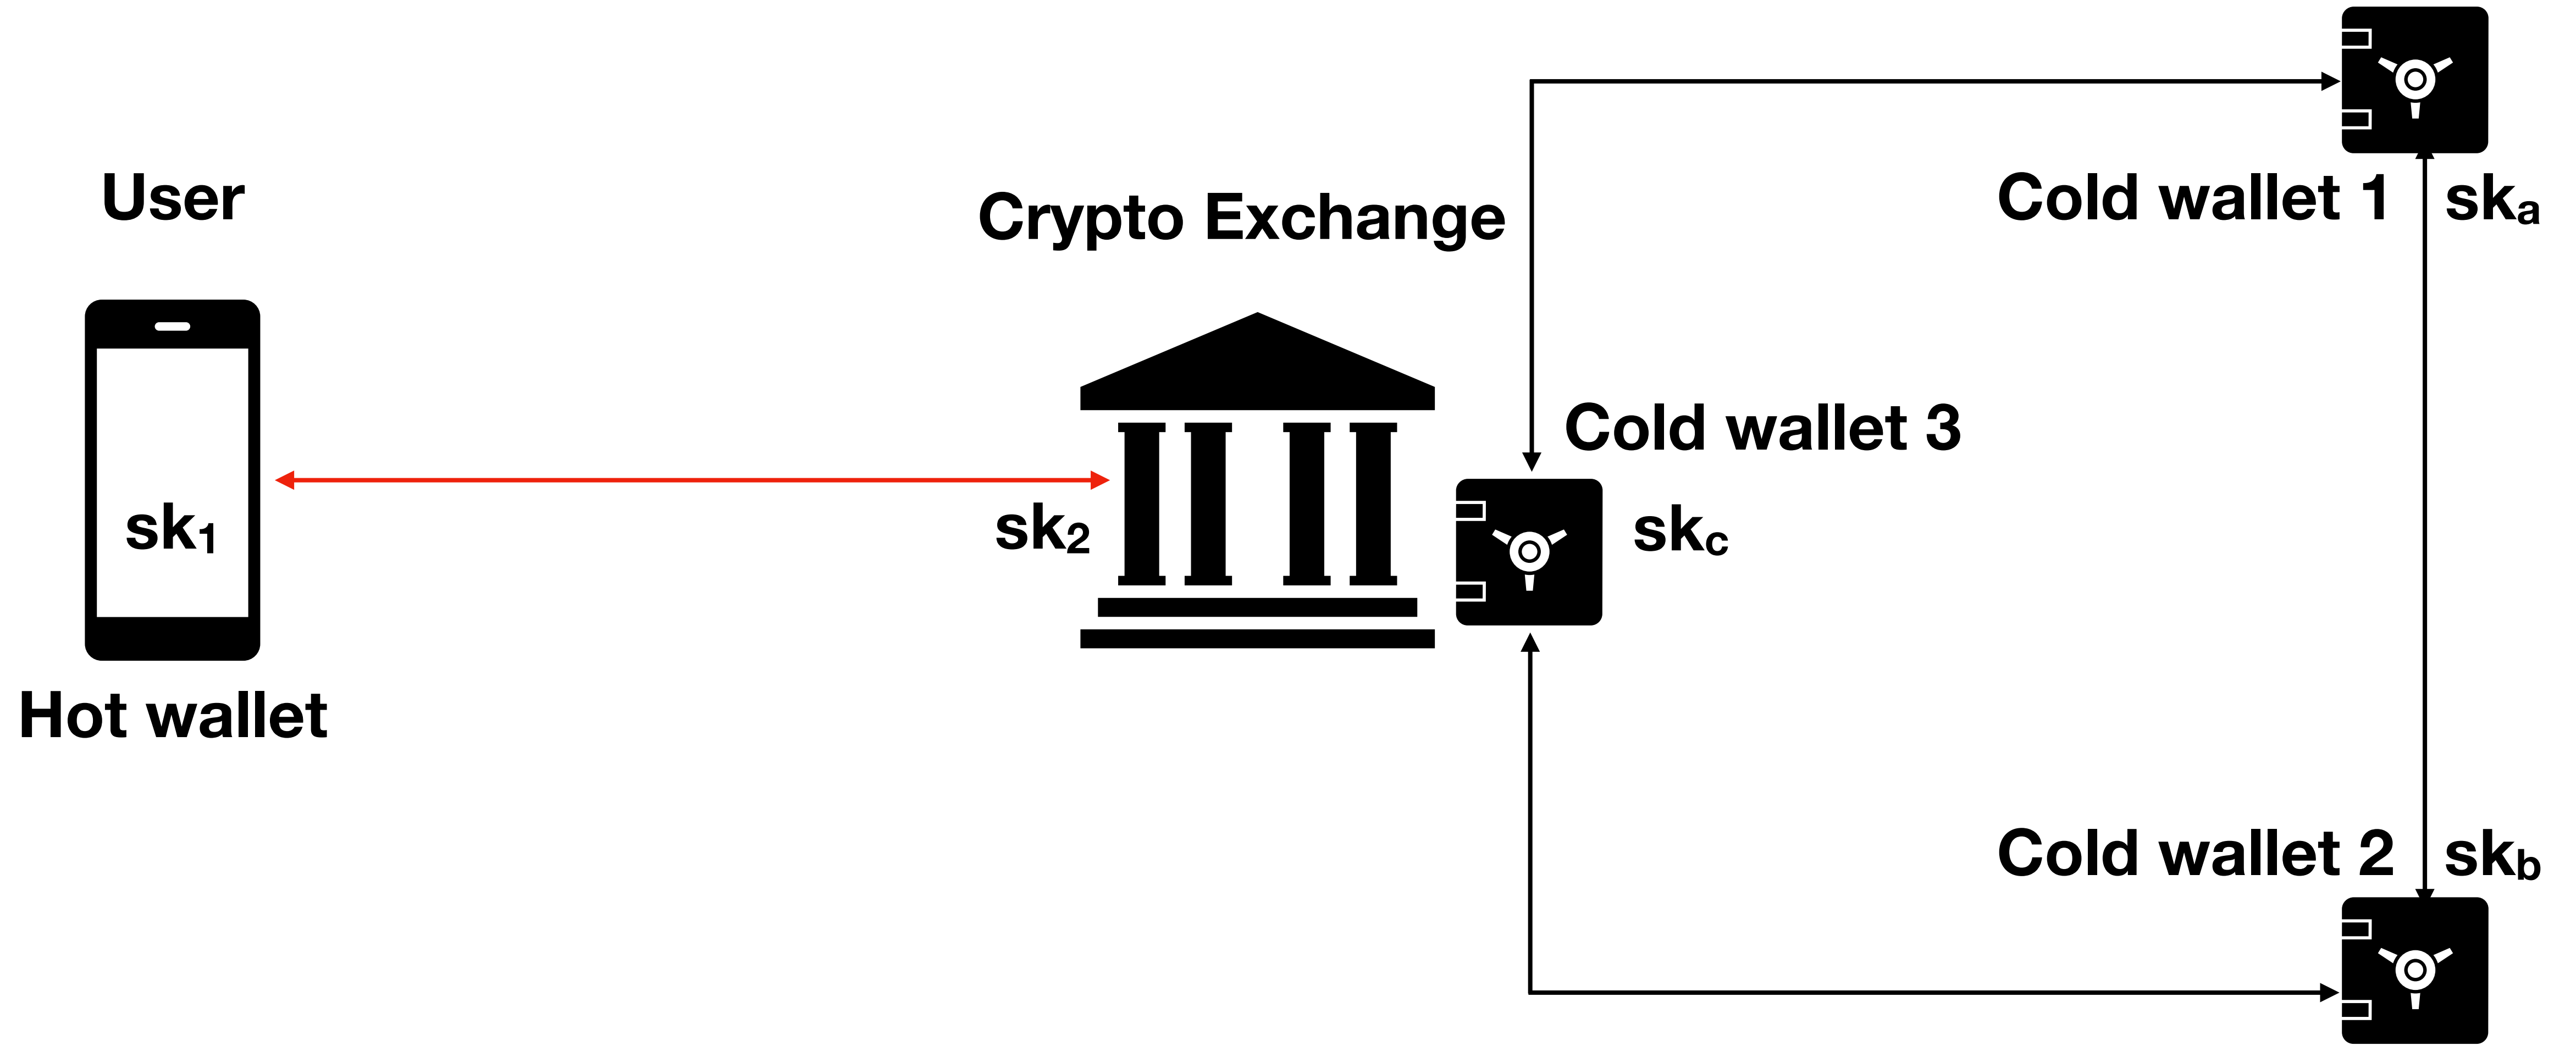 User
sk₁
Hot wallet
Crypto Exchange
sk₂
Cold wallet 3
skc
Cold wallet 1 ska
Cold wallet 2 skb